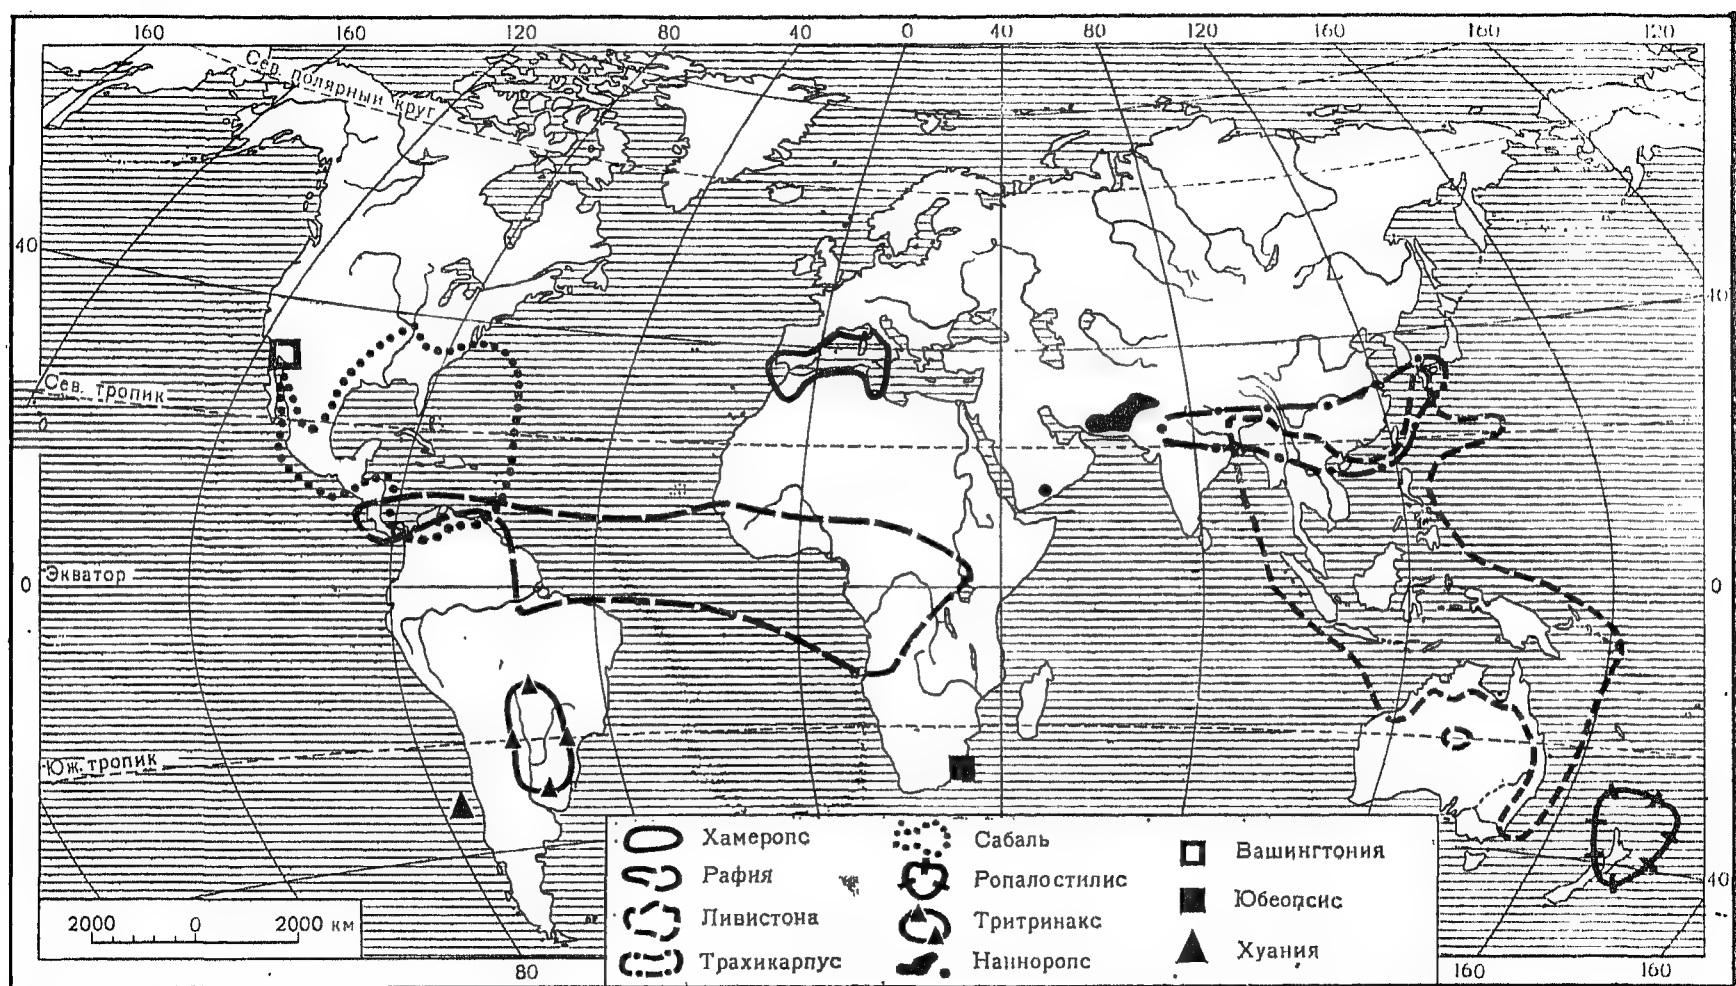 160 160 120 80 40 0 40 80 120 160 160 120
Сев. полярный круг
40
40
Сев. тропик
0
Экватор
0
Юж. тропик
Хамеропс
Рафия
Ливистона
Трахикарпус
Сабаль
Ропалостилис
Тритринакс
Наннопопс
Вашингтония
Юбеопсис
Хуания
40
2000 0 2000 км
80
160 160